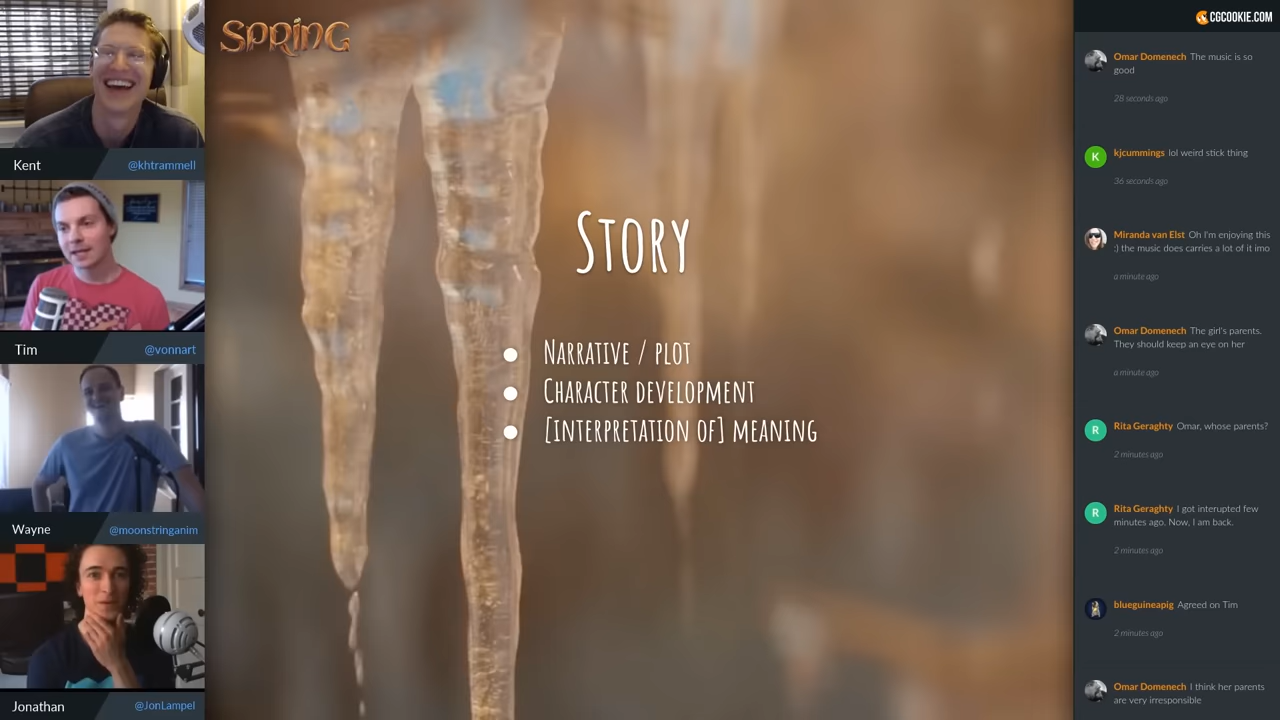 Kent
@khtrammell
Tim
@vonnart
Wayne
@moonstringanim
Jonathan
@JonLampel
SPRING
STORY
● NARRATIVE / PLOT
● CHARACTER DEVELOPMENT
● [INTERPRETATION OF] MEANING
CGCOOKIE.COM
Omar Domenech The music is so
good
28 seconds ago
K
kjcummings lol weird stick thing
36 seconds ago
Miranda van Elst Oh I'm enjoying this
:) the music does carries a lot of it imo
a minute ago
Omar Domenech The girl's parents.
They should keep an eye on her
a minute ago
R
Rita Geraghty Omar, whose parents?
2 minutes ago
R
Rita Geraghty I got interupted few
minutes ago. Now, I am back.
2 minutes ago
blueguineapig Agreed on Tim
2 minutes ago
Omar Domenech I think her parents
are very irresponsible